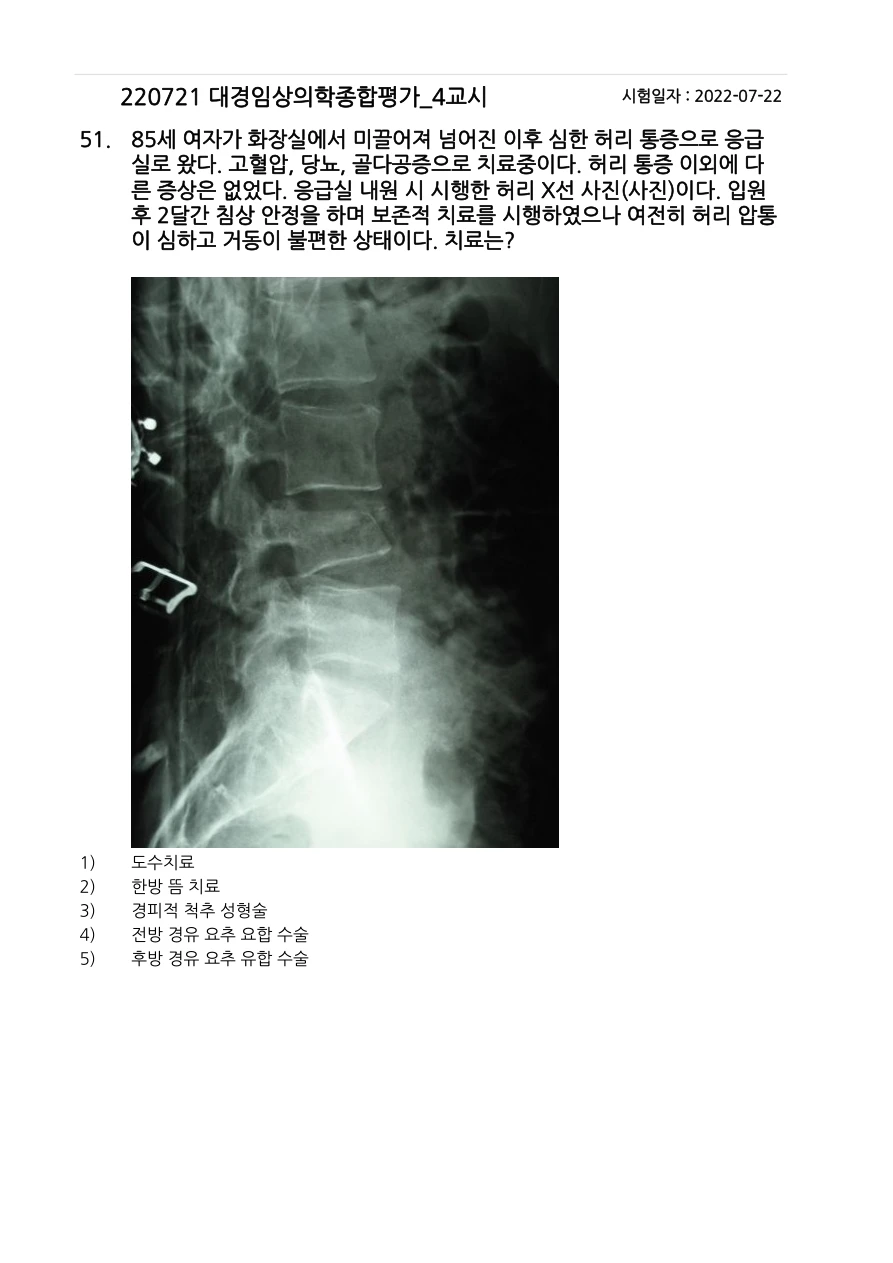 220721 대경임상의학종합평가_4교시
시험일자 : 2022-07-22
51. 85세 여자가 화장실에서 미끌어져 넘어진 이후 심한 허리 통증으로 응급
실로 왔다. 고혈압, 당뇨, 골다공증으로 치료중이다. 허리 통증 이외에 다
른 증상은 없었다. 응급실 내원 시 시행한 허리 X선 사진(사진)이다. 입원
후 2달간 침상 안정을 하며 보존적 치료를 시행하였으나 여전히 허리 압통
이 심하고 거동이 불편한 상태이다. 치료는?
1) 도수치료
2) 한방 뜸 치료
3) 경피적 척추 성형술
4) 전방 경유 요추 요합 수술
5) 후방 경유 요추 유합 수술